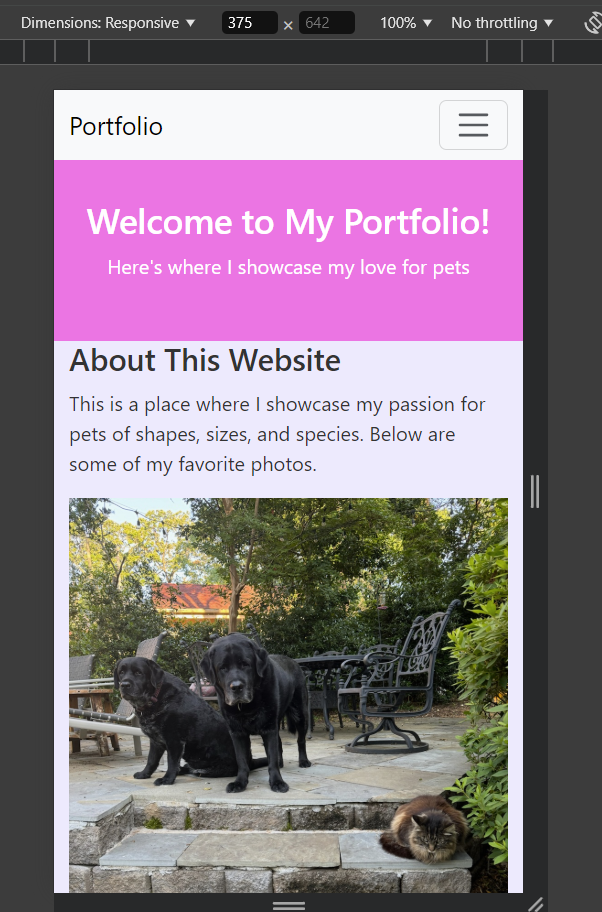 Dimensions: Responsive ▼ 375 × 642 100% ▼ No throttling ▼
Portfolio
Welcome to My Portfolio!
Here's where I showcase my love for pets
About This Website
This is a place where I showcase my passion for
pets of shapes, sizes, and species. Below are
some of my favorite photos.